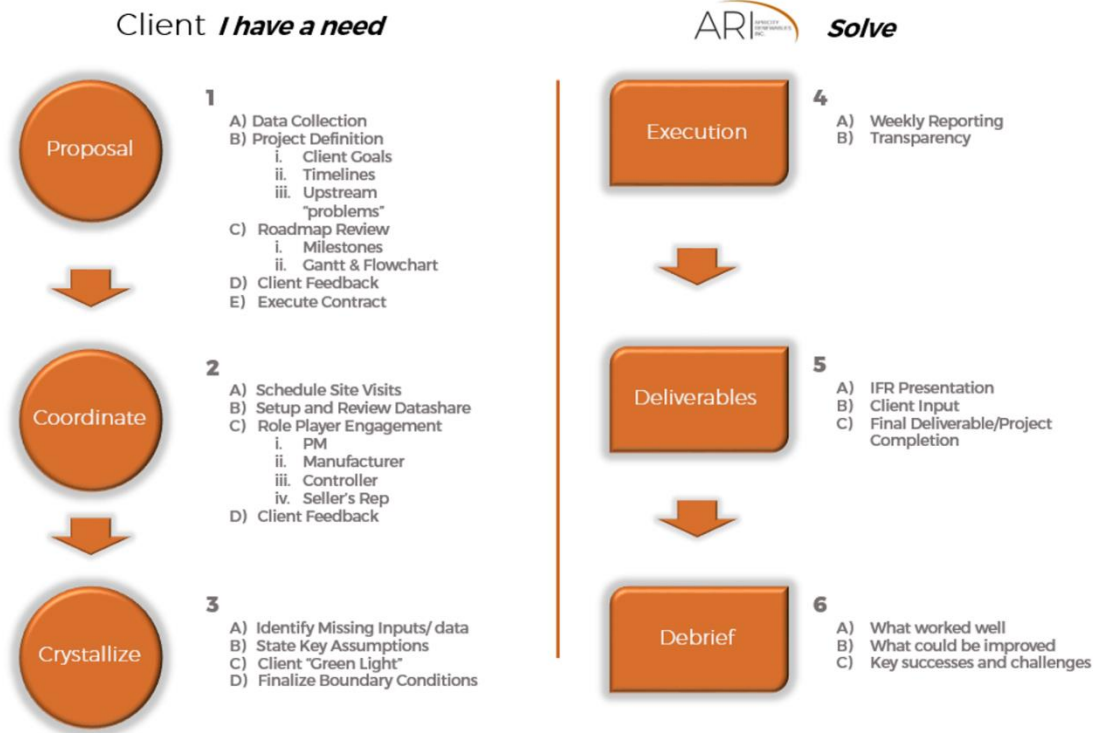 Client I have a need
Proposal
1
A) Data Collection
B) Project Definition
i. Client Goals
ii. Timelines
iii. Upstream
"problems"
C) Roadmap Review
i. Milestones
ii. Gantt & Flowchart
D) Client Feedback
E) Execute Contract
Coordinate
2
A) Schedule Site Visits
B) Setup and Review Datashare
C) Role Player Engagement
i. PM
ii. Manufacturer
iii. Controller
iv. Seller's Rep
D) Client Feedback
Crystallize
3
A) Identify Missing Inputs/ data
B) State Key Assumptions
C) Client "Green Light"
D) Finalize Boundary Conditions
ARI
RENEWABLES
INC.
Solve
Execution
4
A) Weekly Reporting
B) Transparency
Deliverables
5
A) IFR Presentation
B) Client Input
C) Final Deliverable/Project
Completion
Debrief
6
A) What worked well
B) What could be improved
C) Key successes and challenges